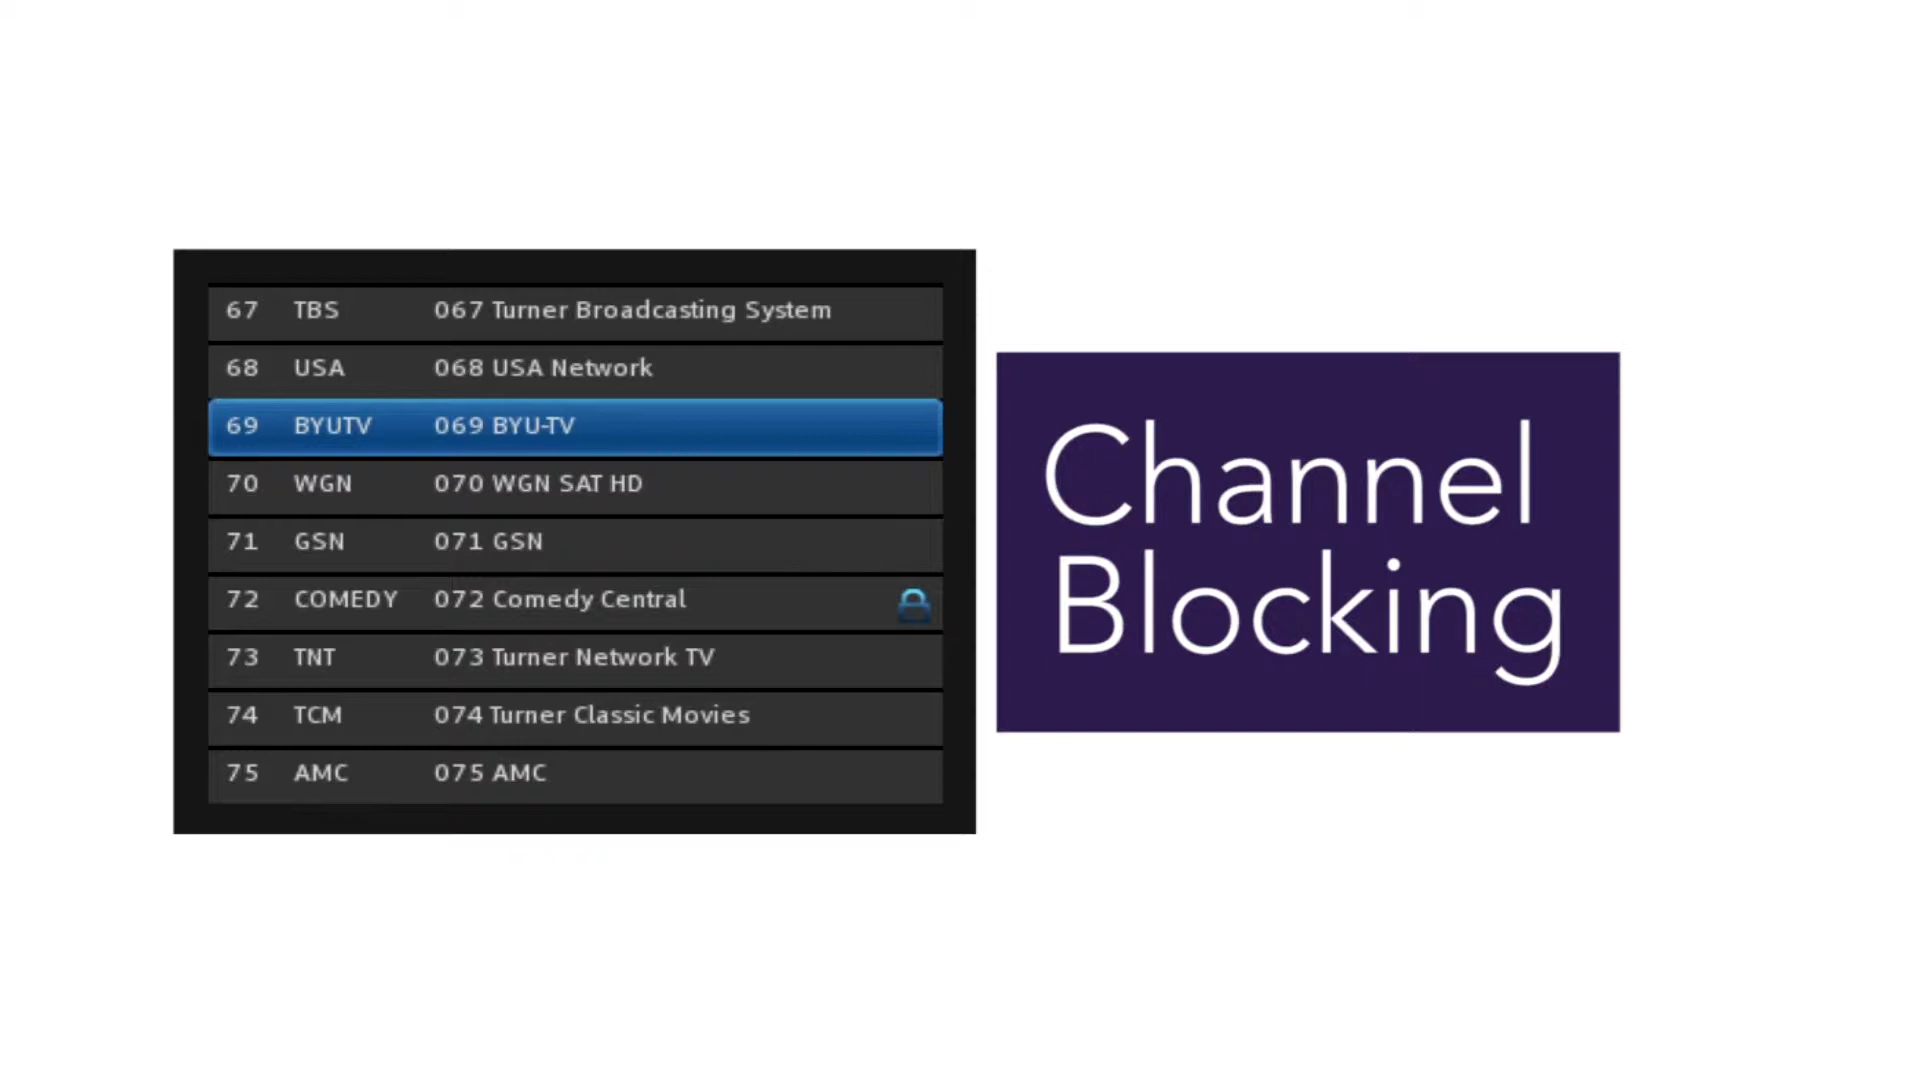 67 TBS 067 Turner Broadcasting System
68 USA 068 USA Network
69 BYUTV 069 BYU-TV
70 WGN 070 WGN SAT HD
71 GSN 071 GSN
72 COMEDY 072 Comedy Central
73 TNT 073 Turner Network TV
74 TCM 074 Turner Classic Movies
75 AMC 075 AMC
Channel
Blocking